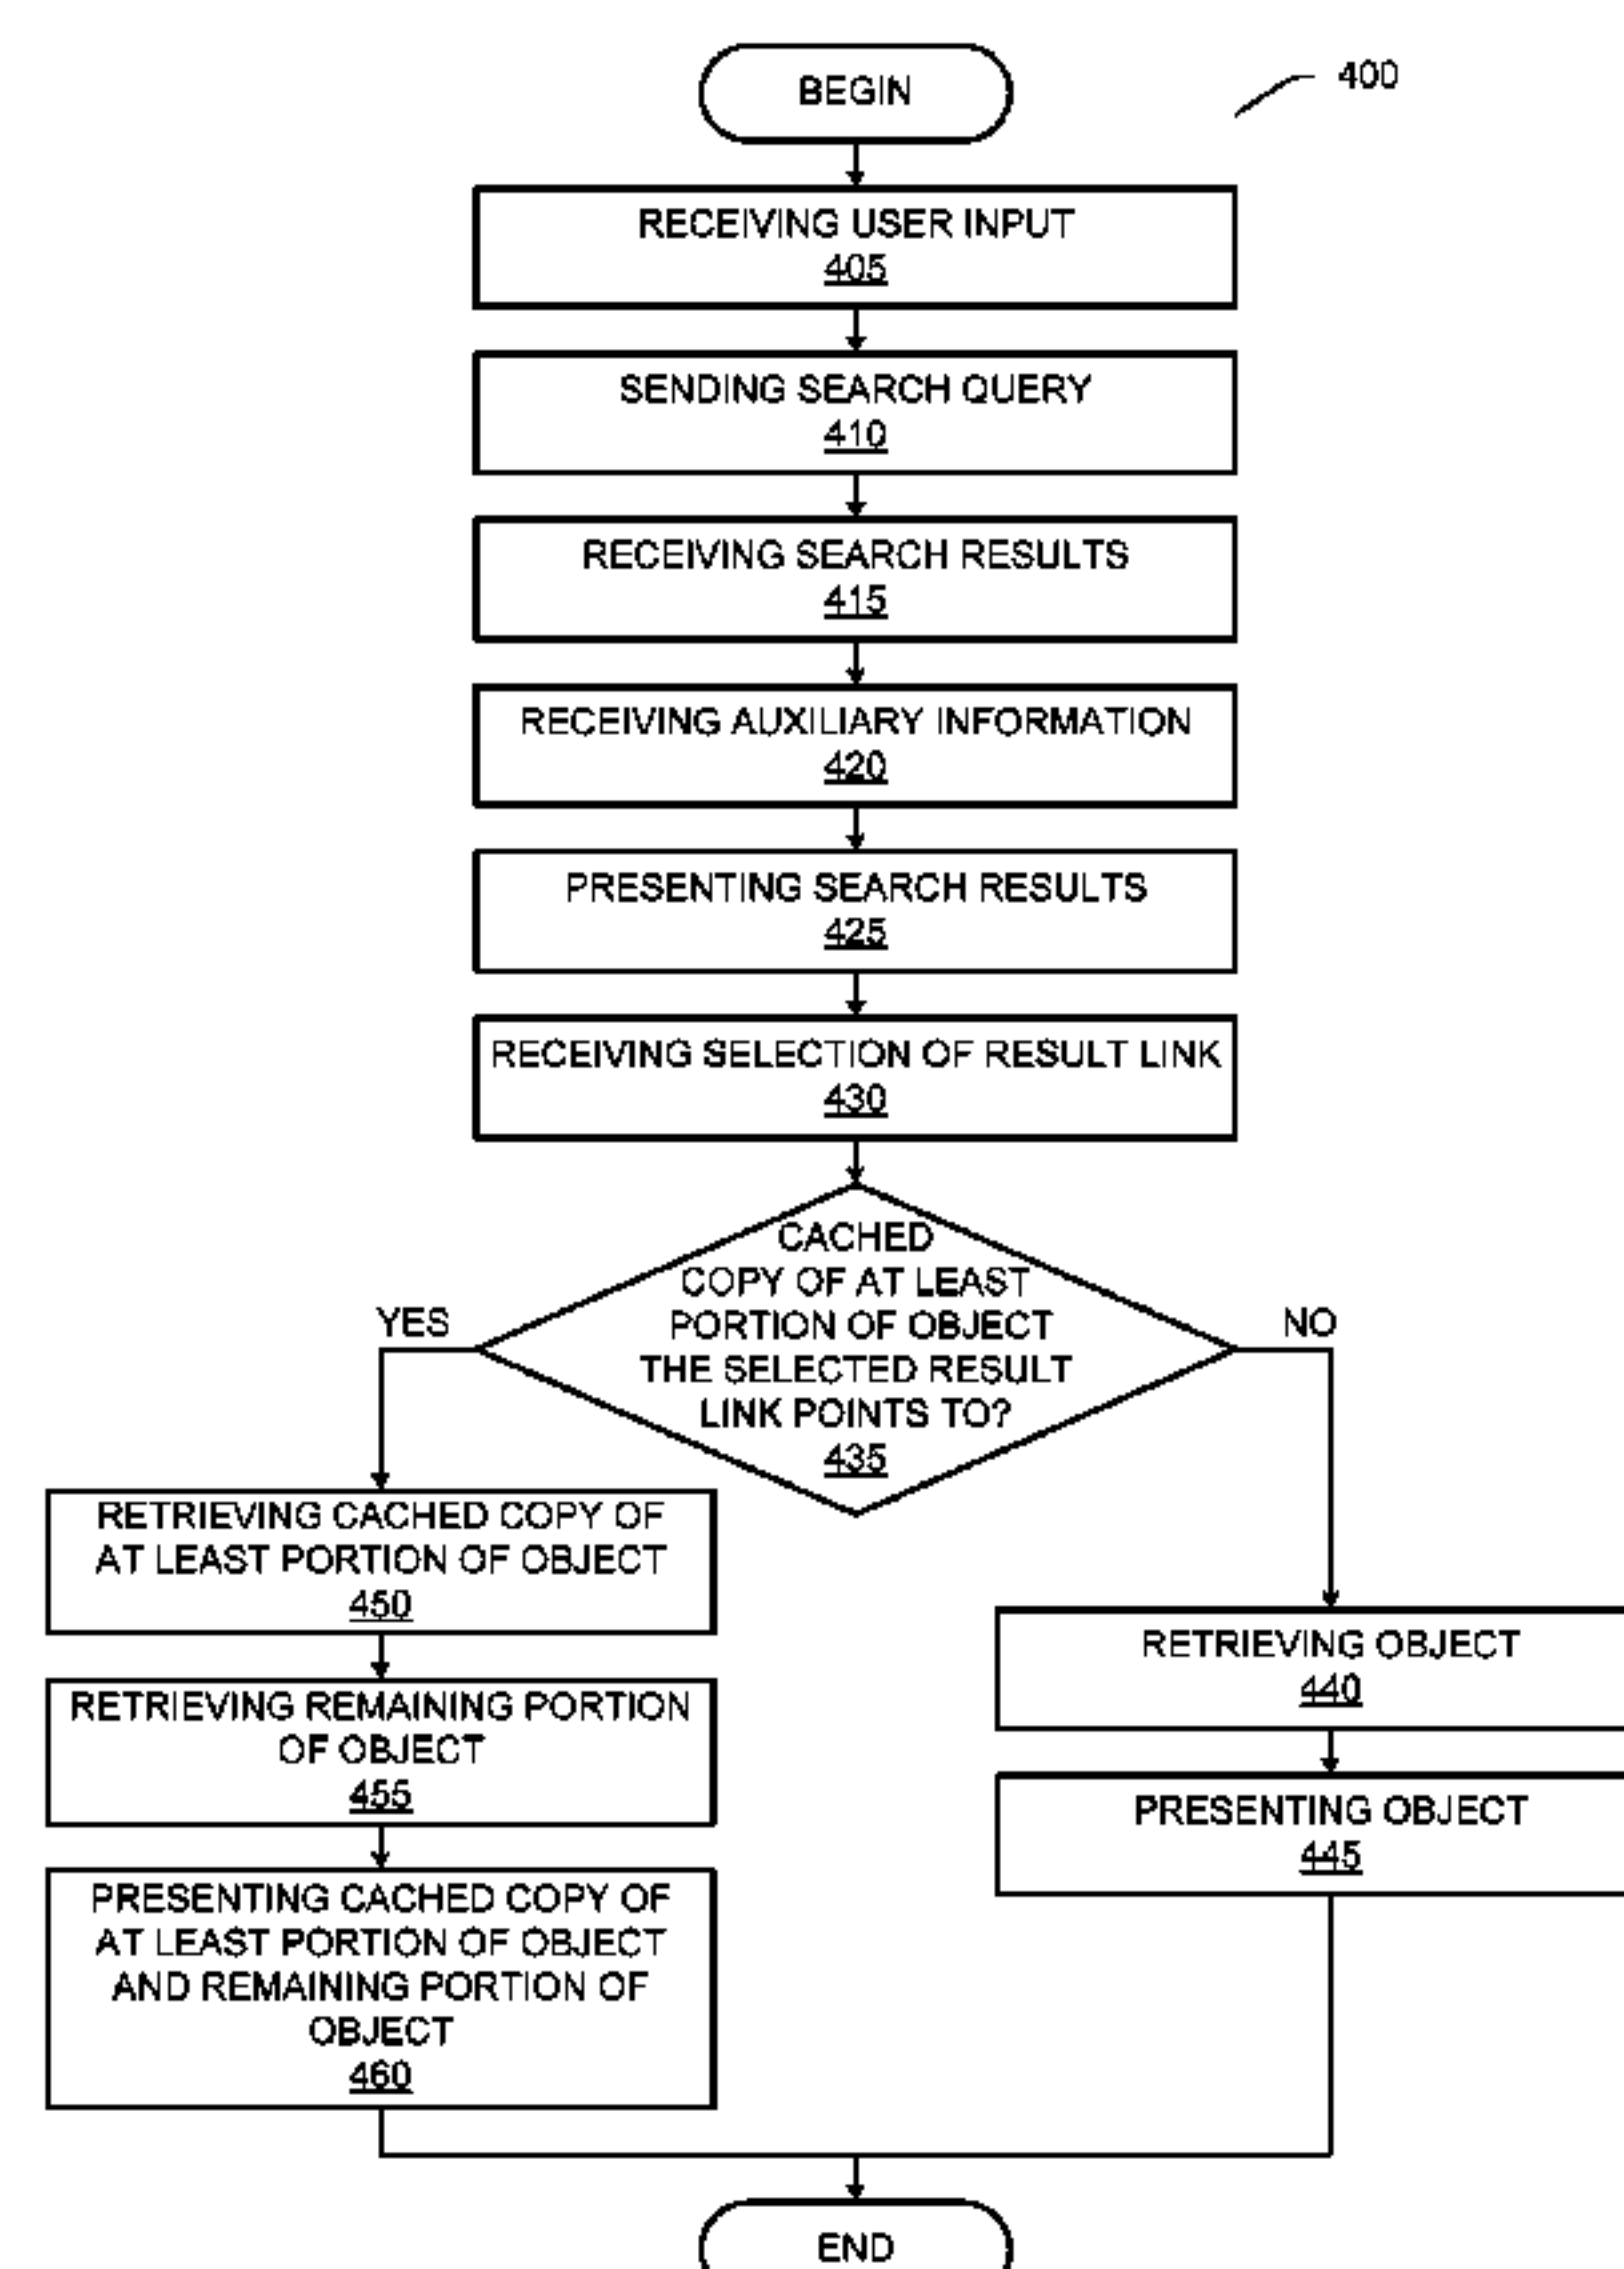 BEGIN
400
RECEIVING USER INPUT
405
SENDING SEARCH QUERY
410
RECEIVING SEARCH RESULTS
415
RECEIVING AUXILIARY INFORMATION
420
PRESENTING SEARCH RESULTS
425
RECEIVING SELECTION OF RESULT LINK
430
CACHED
COPY OF AT LEAST
PORTION OF OBJECT
THE SELECTED RESULT
LINK POINTS TO?
435
YES
NO
RETRIEVING CACHED COPY OF
AT LEAST PORTION OF OBJECT
450
RETRIEVING REMAINING PORTION
OF OBJECT
455
PRESENTING CACHED COPY OF
AT LEAST PORTION OF OBJECT
AND REMAINING PORTION OF
OBJECT
460
RETRIEVING OBJECT
440
PRESENTING OBJECT
445
END